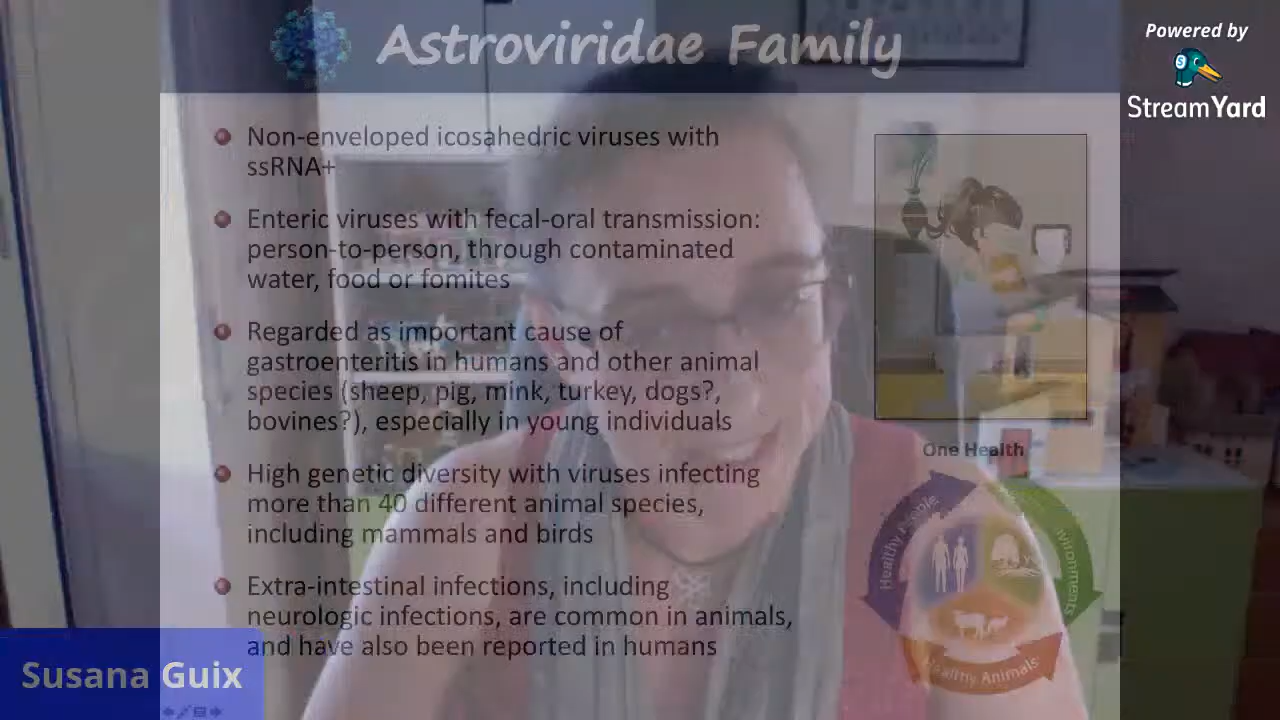 Astroviridae Family
Powered by
StreamYard
Non-enveloped icosahedric viruses with
ssRNA+
Enteric viruses with fecal-oral transmission:
person-to-person, through contaminated
water, food or fomites
Regarded as important cause of
gastroenteritis in humans and other animal
species (sheep, pig, mink, turkey, dogs?,
bovines?), especially in young individuals
High genetic diversity with viruses infecting
more than 40 different animal species,
including mammals and birds
Extra-intestinal infections, including
neurologic infections, are common in animals,
and have also been reported in humans
One Health
Healthy People
Healthy Animals
Susana Guix